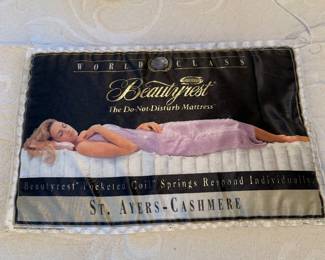 WORLD CLASS
Beautyrest
The Do-Not-Disturb Mattress
Beautyrest Pocketed Coil Springs Respond Individually
ST. AYERS-CASHMERE